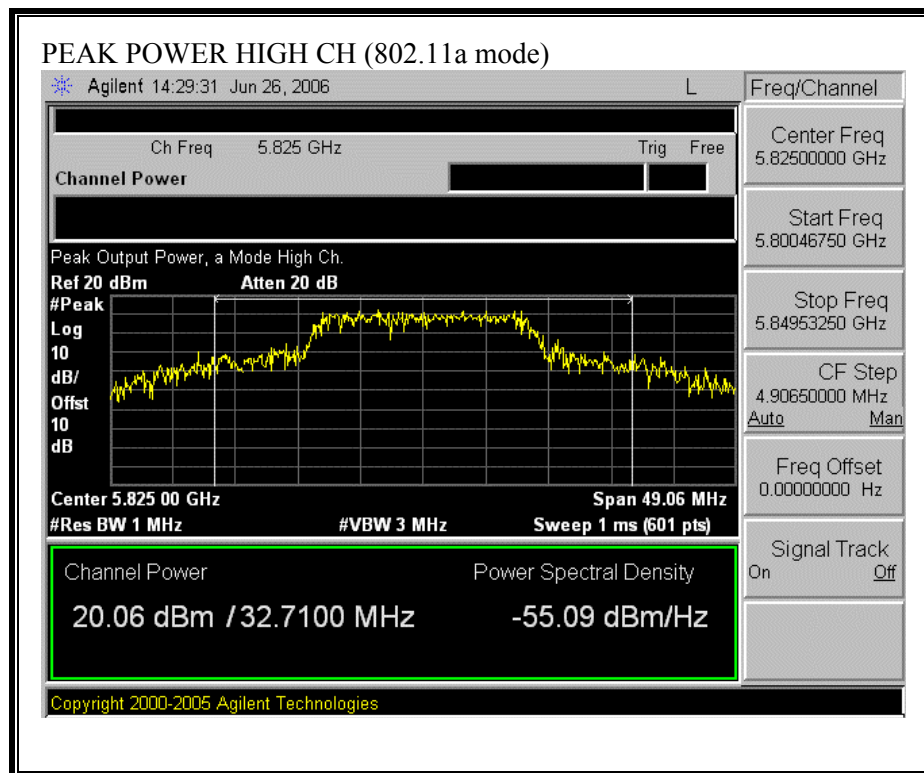 PEAK POWER HIGH CH (802.11a mode)
Agilent 14:29:31 Jun 26, 2006 L
Freq/Channel
Ch Freq 5.825 GHz Trig Free
Channel Power
Center Freq
5.82500000 GHz
Start Freq
5.80046750 GHz
Peak Output Power, a Mode High Ch.
Ref 20 dBm Atten 20 dB
#Peak
Log
10
dB/
Offst
10
dB
Stop Freq
5.84953250 GHz
CF Step
4.90650000 MHz
Auto Man
Freq Offset
0.00000000 Hz
Center 5.825 00 GHz Span 49.06 MHz
#Res BW 1 MHz #VBW 3 MHz Sweep 1 ms (601 pts)
Signal Track
On Off
Channel Power Power Spectral Density
20.06 dBm / 32.7100 MHz -55.09 dBm/Hz
Copyright 2000-2005 Agilent Technologies